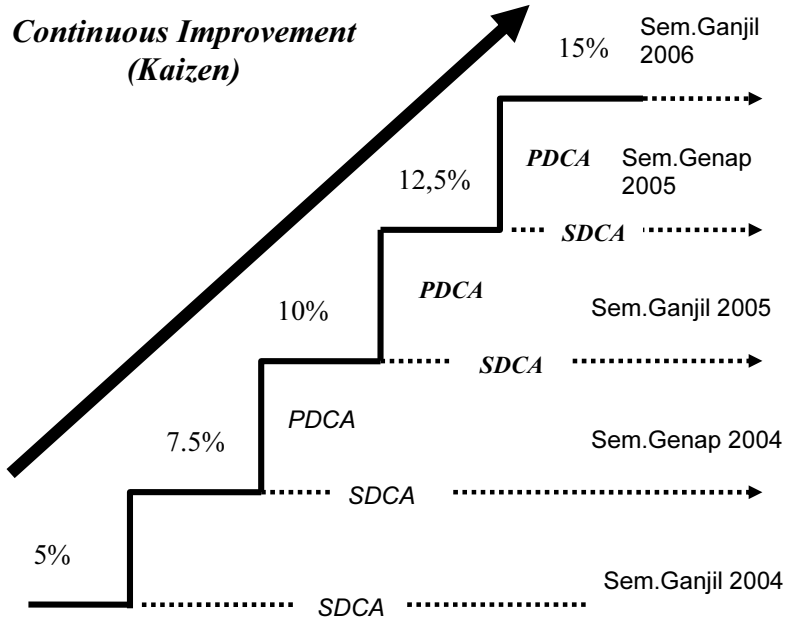 Continuous Improvement
(Kaizen)
15%
Sem.Ganjil
2006
12,5%
PDCA
Sem.Genap
2005
SDCA
10%
PDCA
Sem.Ganjil 2005
SDCA
7.5%
PDCA
Sem.Genap 2004
SDCA
5%
Sem.Ganjil 2004
SDCA